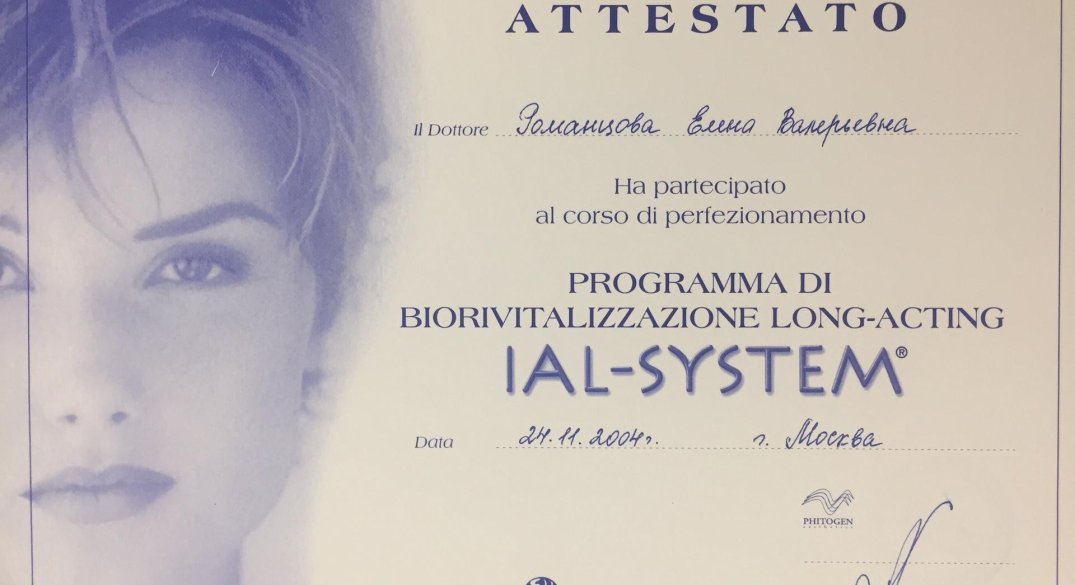 ATTESTATO
Il Dottore Романцова Елена Валерьевна
Ha partecipato
al corso di perfezionamento
PROGRAMMA DI
BIORIVITALIZZAZIONE LONG-ACTING
IAL-SYSTEM®
Data 24.11.2004г. г. Москва
PHITOGEN